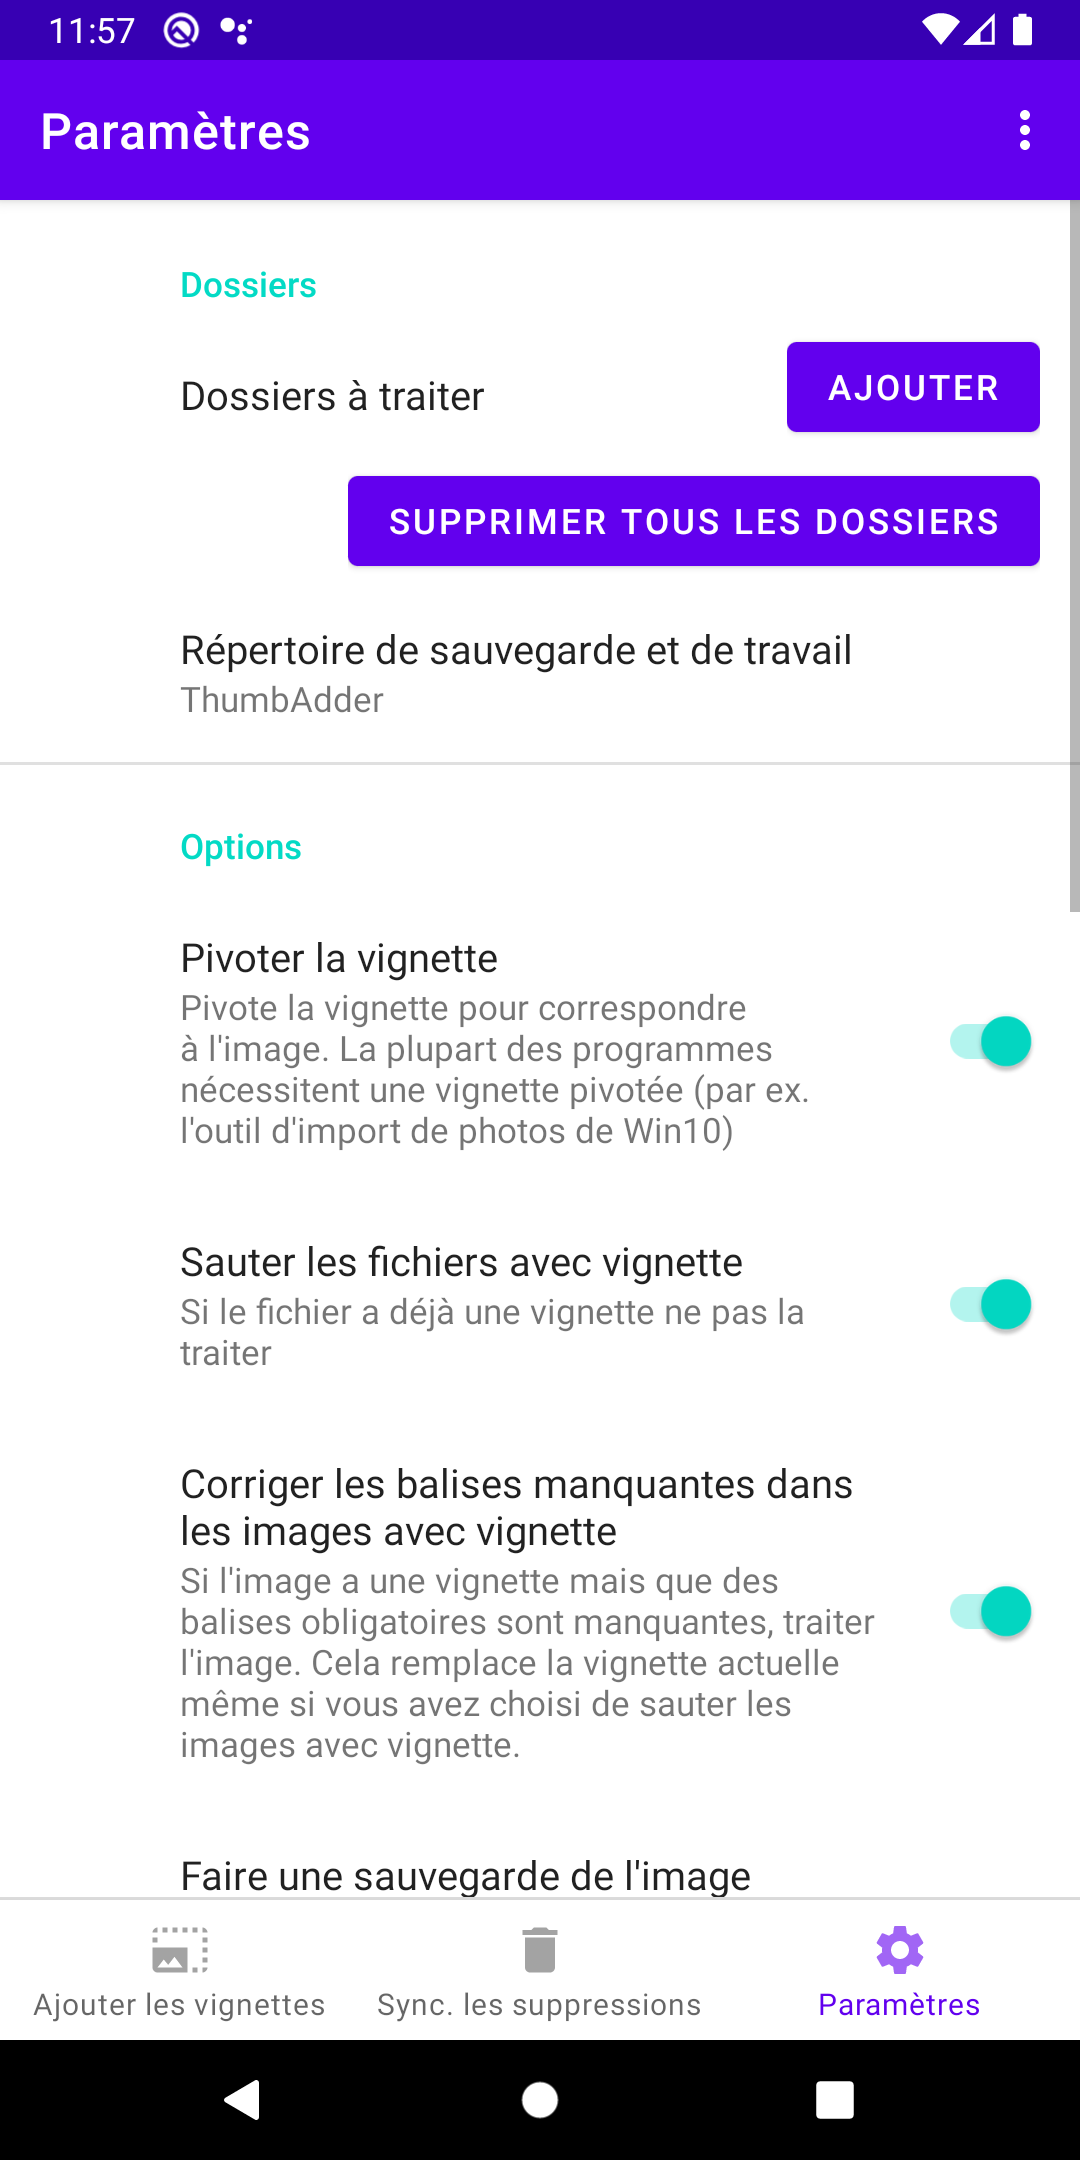 11:57
Paramètres
Dossiers
Dossiers à traiter
AJOUTER
SUPPRIMER TOUS LES DOSSIERS
Répertoire de sauvegarde et de travail
ThumbAdder
Options
Pivoter la vignette
Pivote la vignette pour correspondre
à l'image. La plupart des programmes
nécessitent une vignette pivotée (par ex.
l'outil d'import de photos de Win10)
Sauter les fichiers avec vignette
Si le fichier a déjà une vignette ne pas la
traiter
Corriger les balises manquantes dans
les images avec vignette
Si l'image a une vignette mais que des
balises obligatoires sont manquantes, traiter
l'image. Cela remplace la vignette actuelle
même si vous avez choisi de sauter les
images avec vignette.
Faire une sauvegarde de l'image
Ajouter les vignettes
Sync. les suppressions
Paramètres